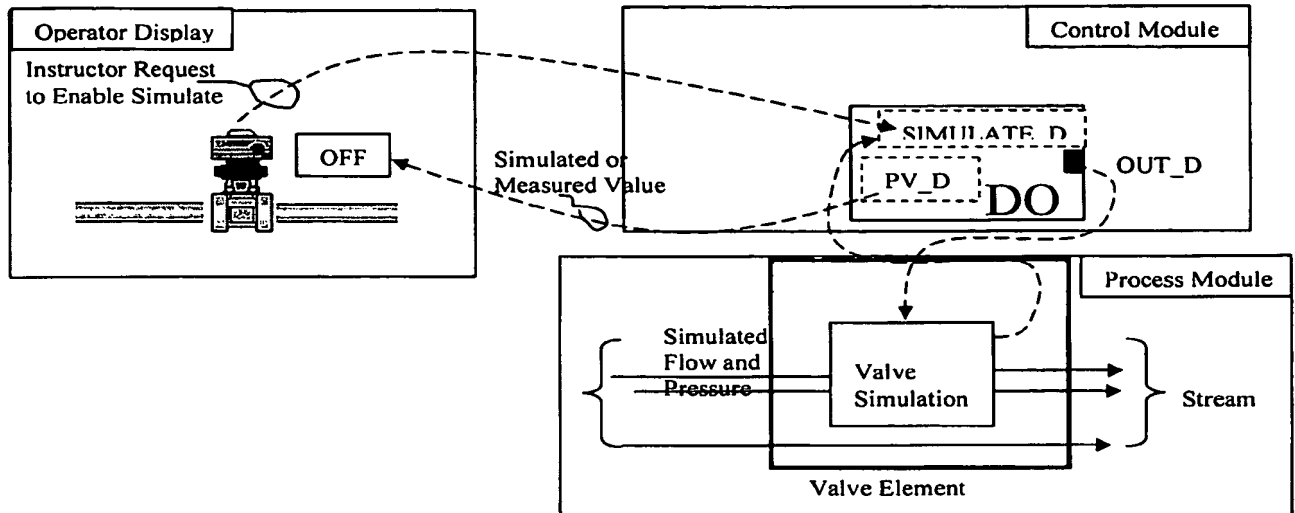 Operator Display
Instructor Request
to Enable Simulate
OFF
Simulated or
Measured Value
Control Module
SIMULATE_D
PV_D
DO
OUT_D
Process Module
Simulated
Flow and
Pressure
Valve
Simulation
Stream
Valve Element